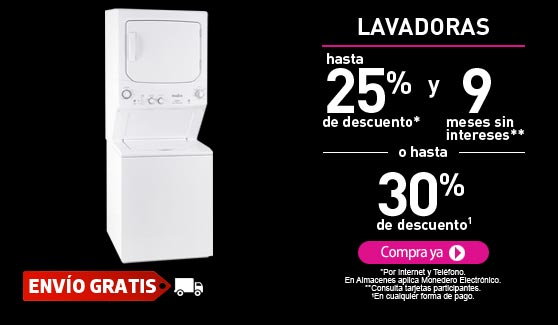 LAVADORAS
hasta
25% y 9
de descuento* meses sin
intereses**
o hasta
30%
de descuento¹
Compra ya
*Por Internet y Teléfono.
En Almacenes aplica Monedero Electrónico.
**Consulta tarjetas participantes.
¹En cualquier forma de pago.
ENVÍO GRATIS